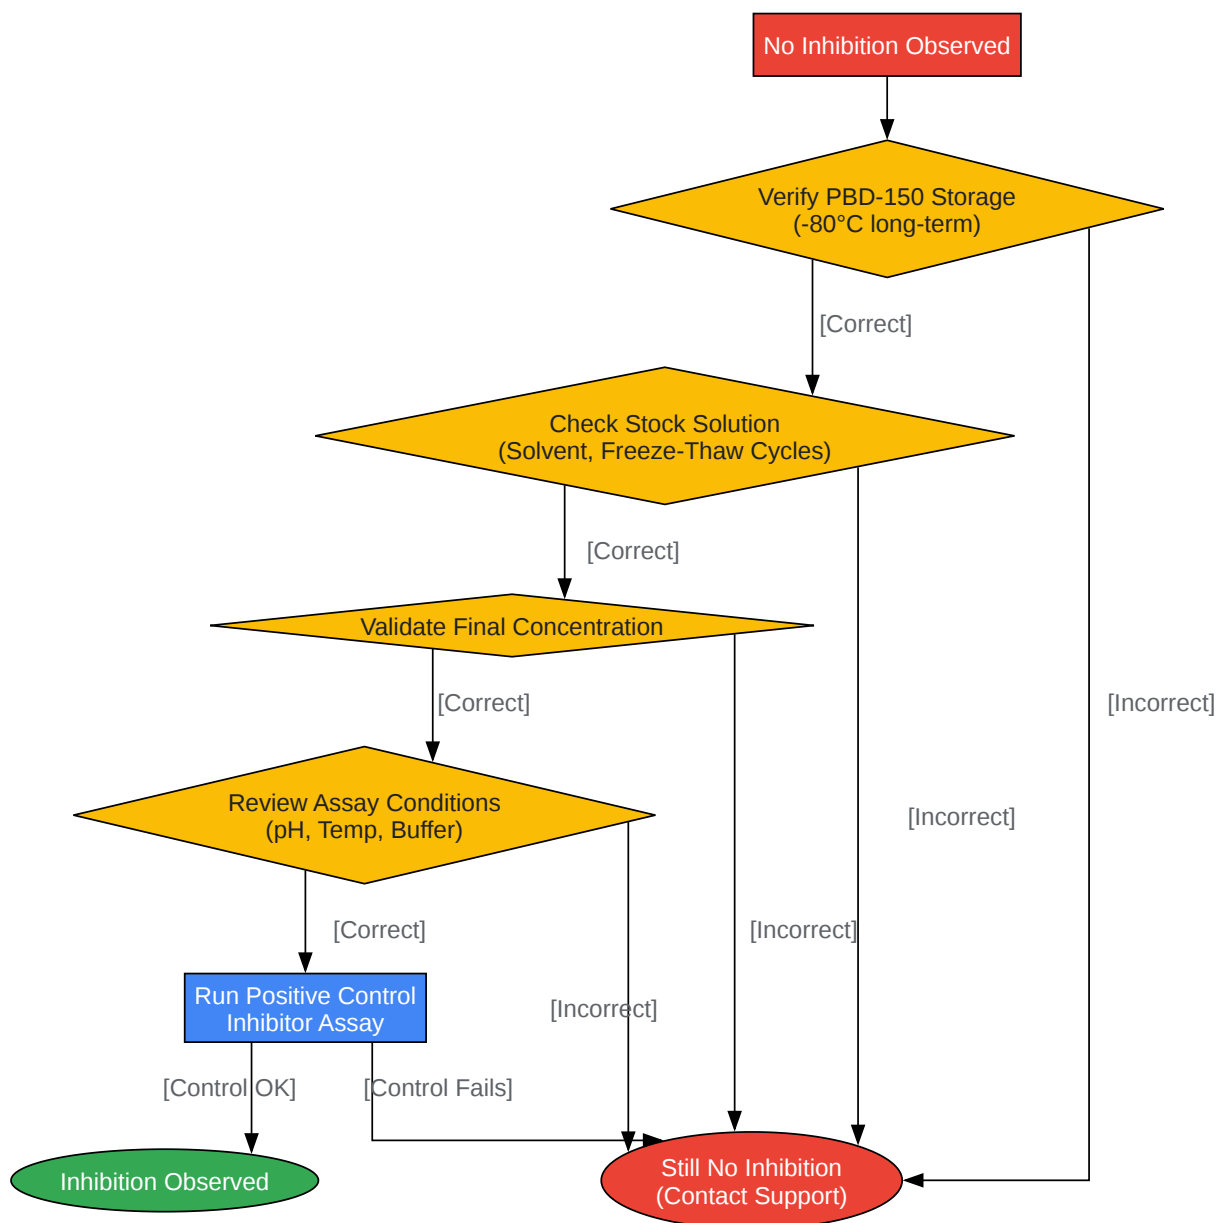 No Inhibition Observed
Verify PBD-150 Storage
(-80°C long-term)
[Correct]
Check Stock Solution
(Solvent, Freeze-Thaw Cycles)
[Correct]
Validate Final Concentration
[Correct]
[Incorrect]
Review Assay Conditions
(pH, Temp, Buffer)
[Incorrect]
[Correct]
[Incorrect]
Run Positive Control
Inhibitor Assay
[Incorrect]
[Control OK]
[Control Fails]
Inhibition Observed
Still No Inhibition
(Contact Support)